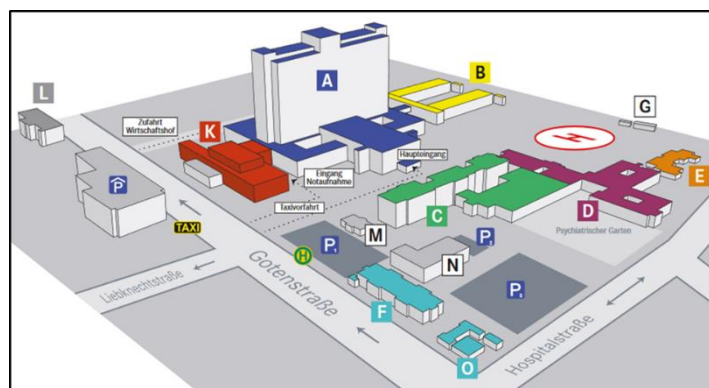 A
B
L
G
Zufahrt
Wirtschaftshof
K
H
Haupteingang
Eingang
Notaufnahme
E
P
Taxivorfahrt
C
D
TAXI
M
P
P
Psychiatrischer Garten
N
H
P
Liebknechtstraße
Gotenstraße
F
Hospitalstraße
O